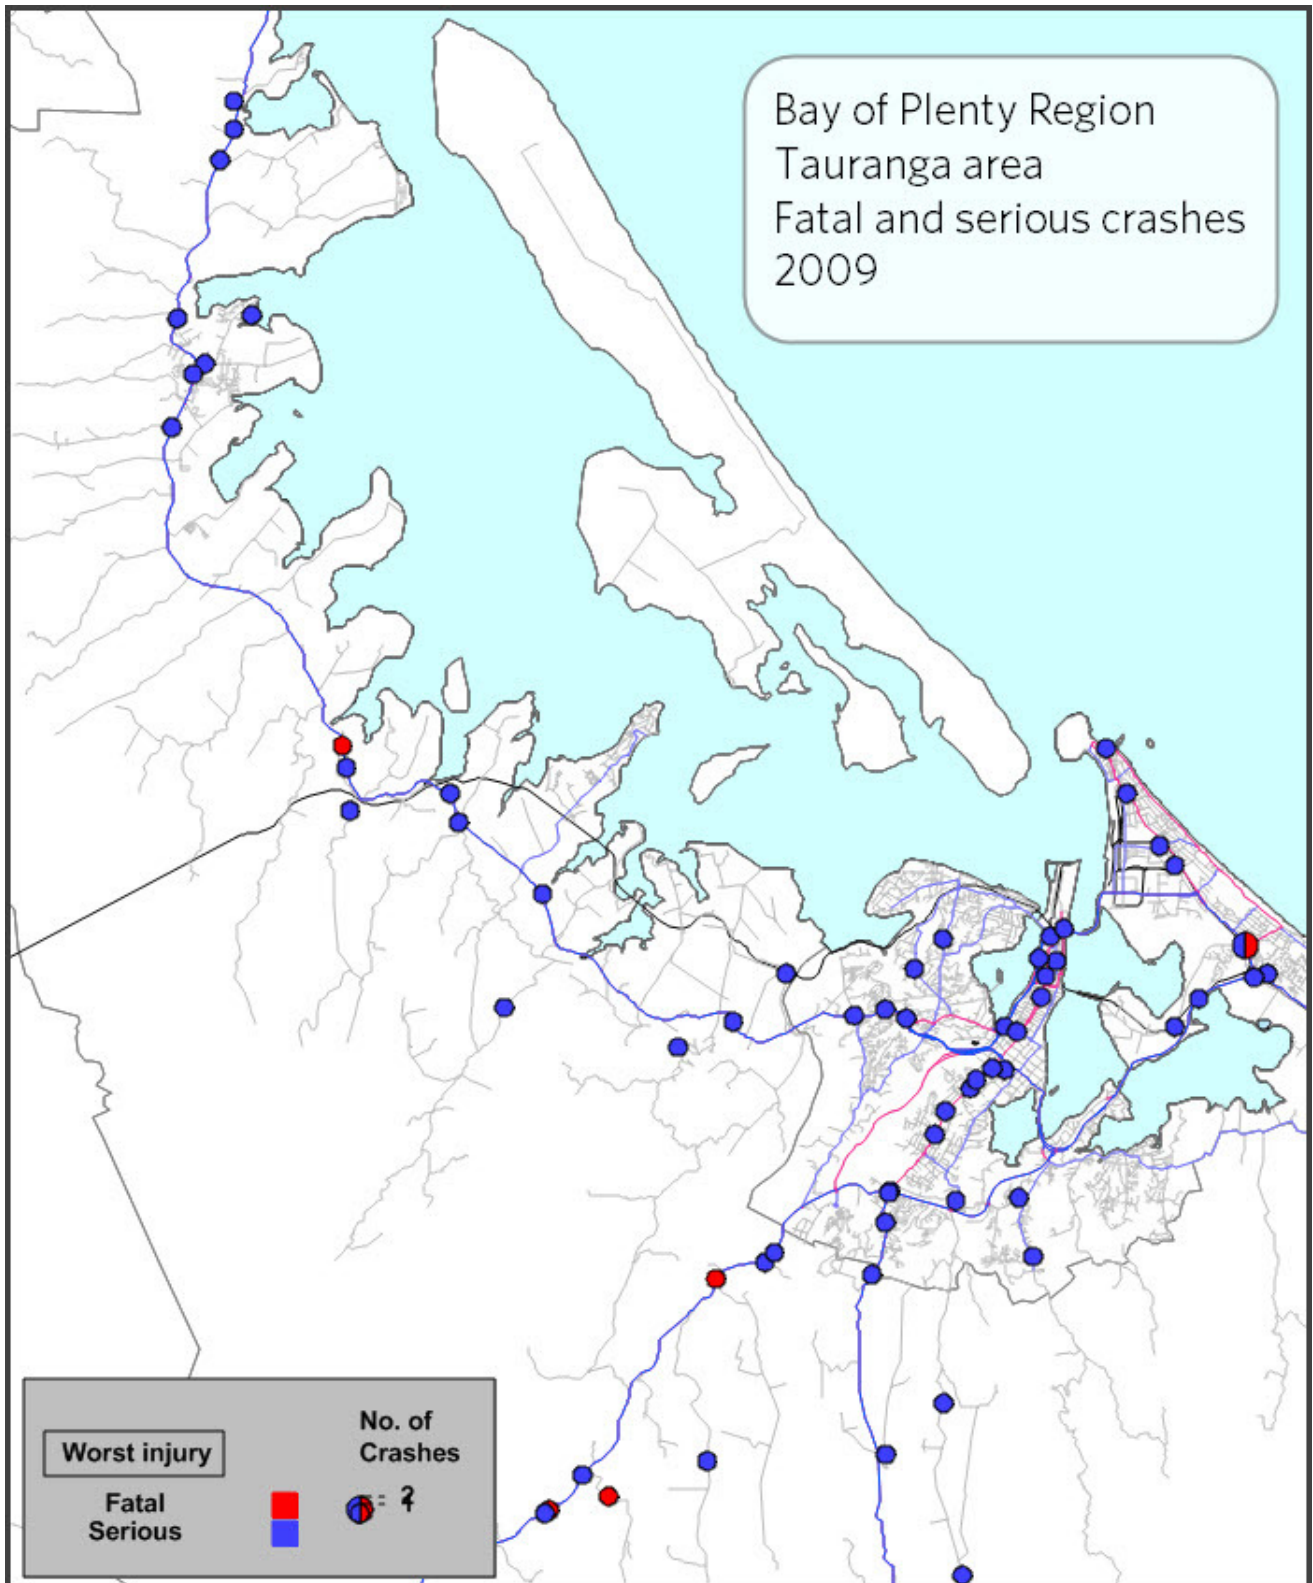 Bay of Plenty Region
Tauranga area
Fatal and serious crashes
2009
No. of
Crashes
Worst injury
Fatal
Serious